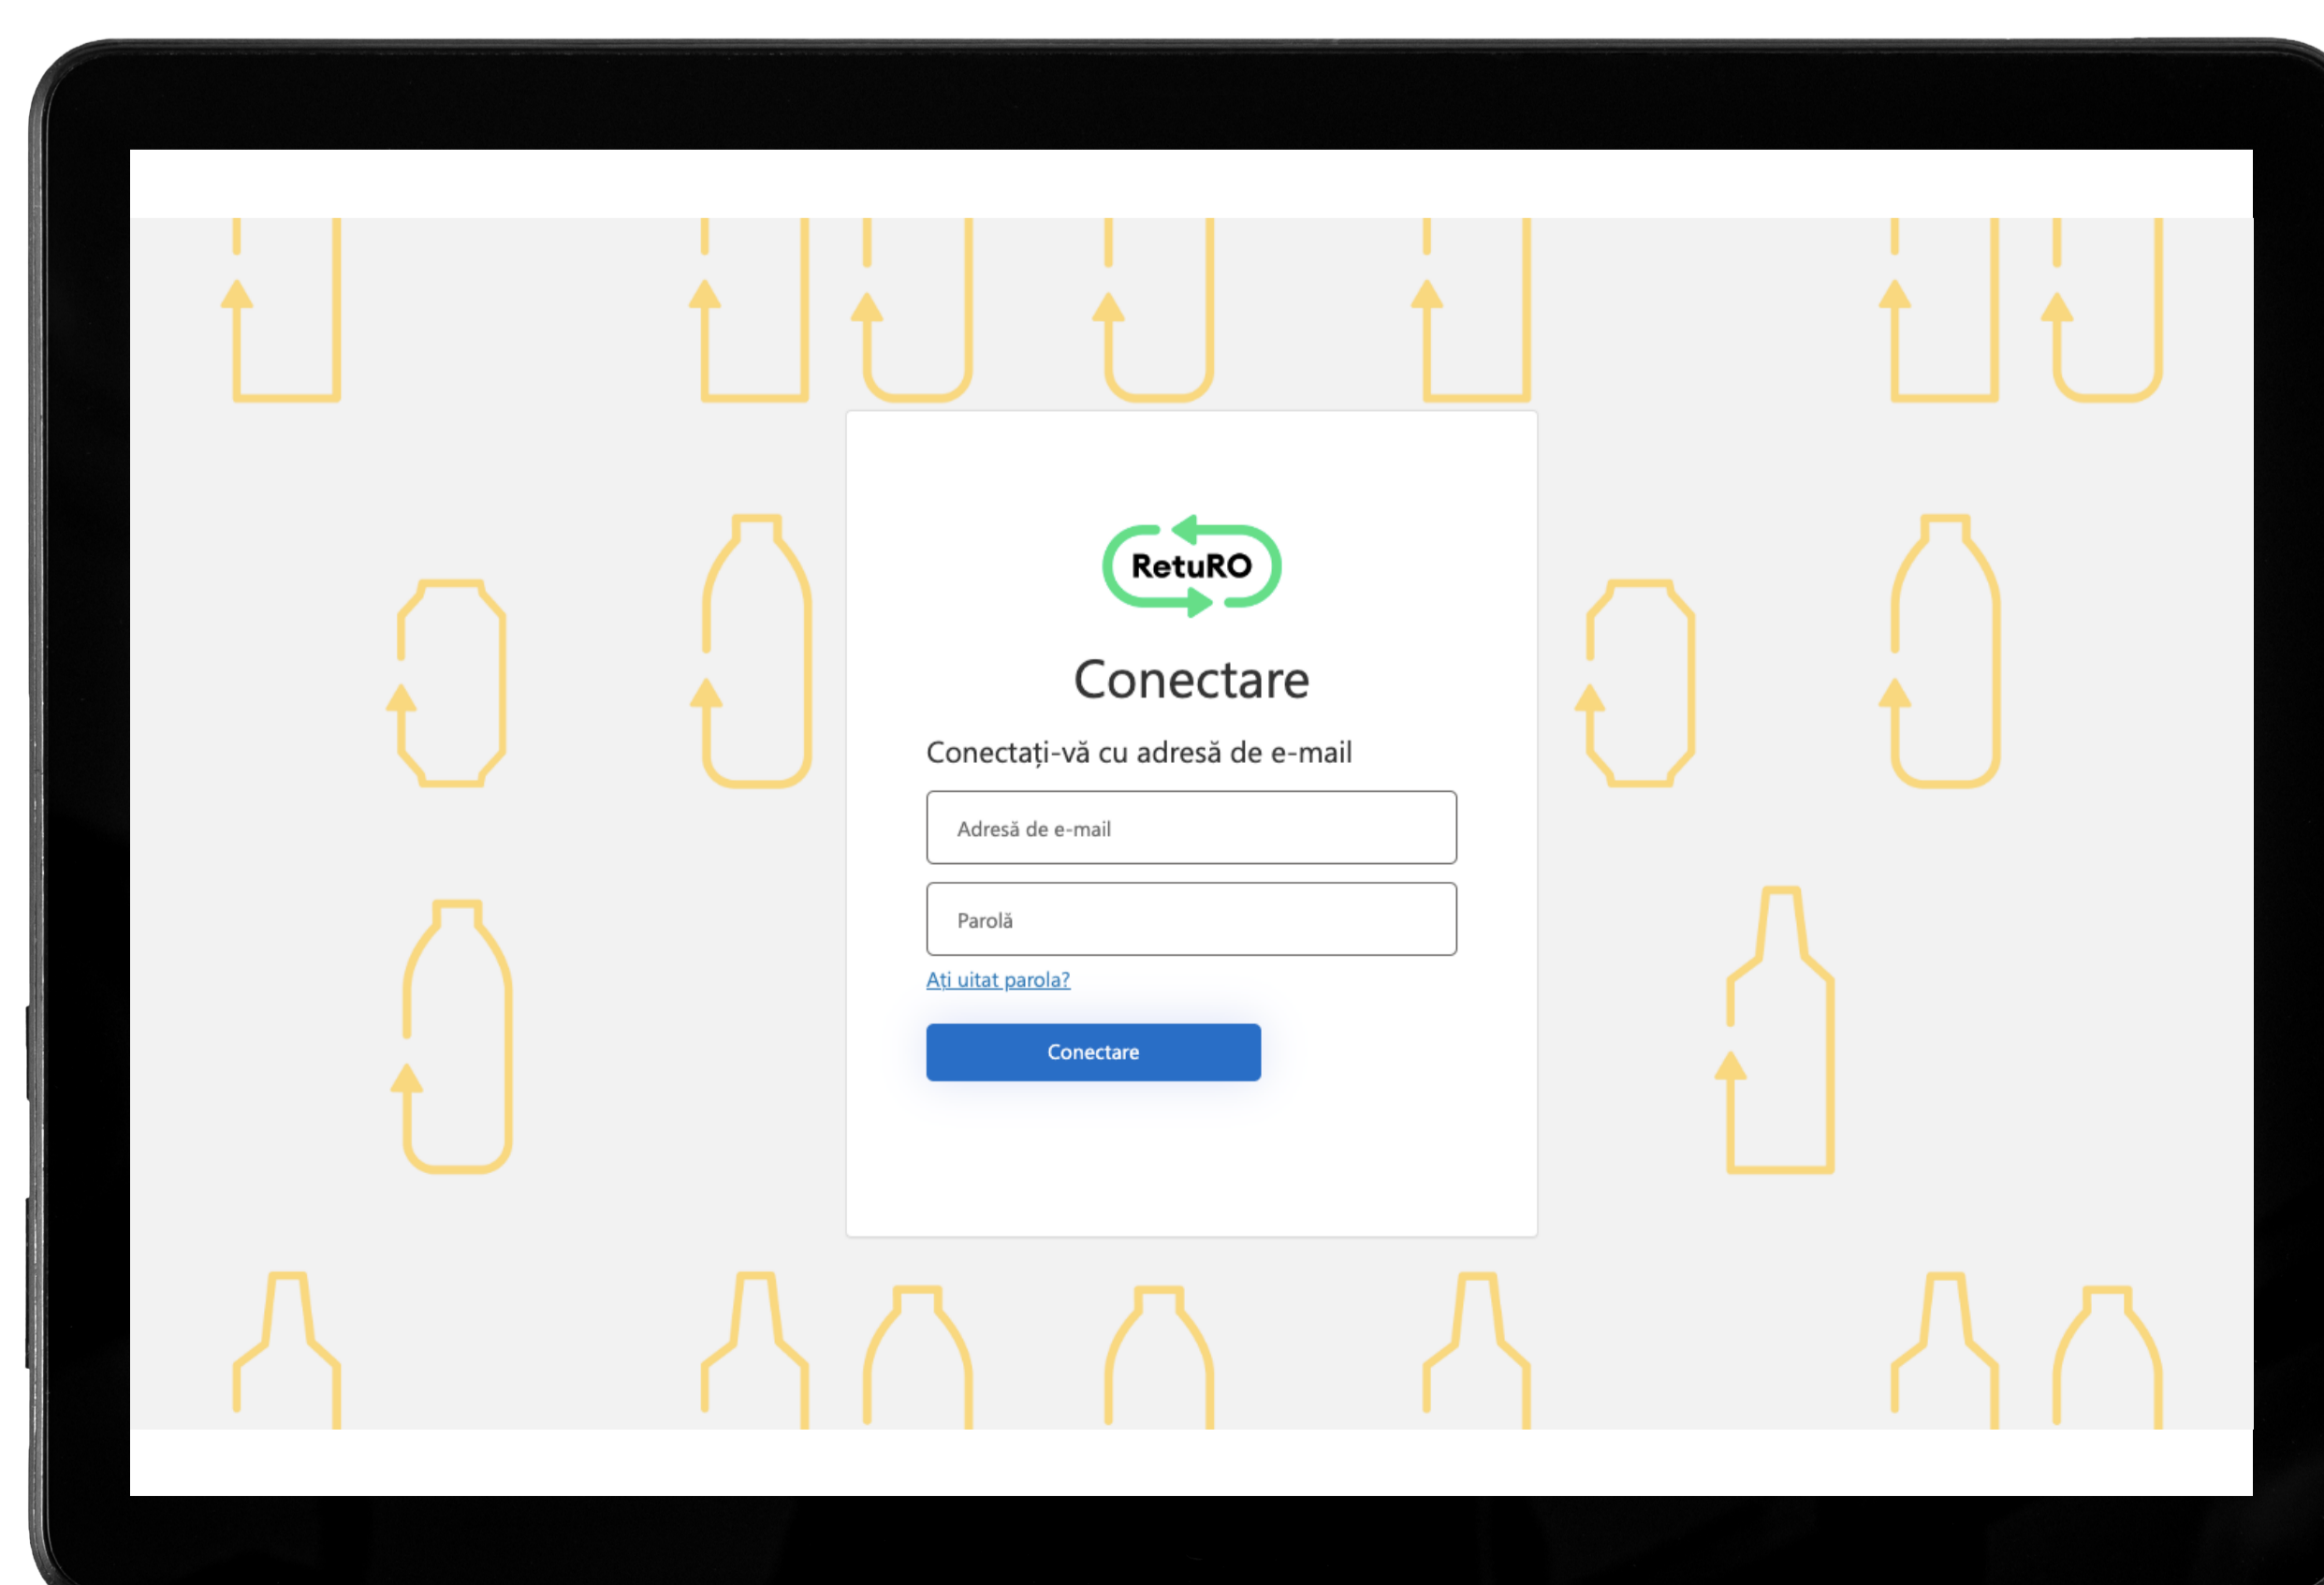 RetuRO
Conectare
Conectați-vă cu adresă de e-mail
Adresă de e-mail
Parolă
Ați uitat parola?
Conectare